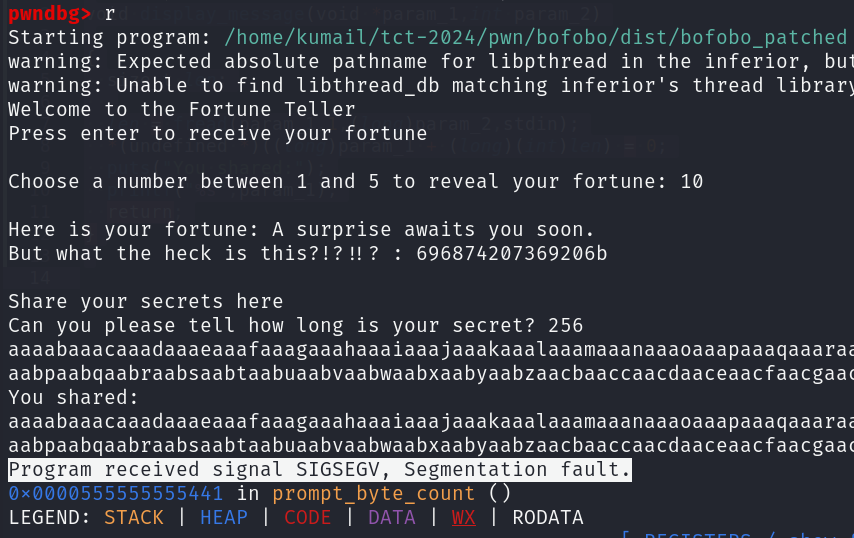 pwndbg> r
Starting program: /home/kumail/tct-2024/pwn/bofobo/dist/bofobo_patched
warning: Expected absolute pathname for libpthread in the inferior, but
warning: Unable to find libthread_db matching inferior's thread library
Welcome to the Fortune Teller
Press enter to receive your fortune
Choose a number between 1 and 5 to reveal your fortune: 10
Here is your fortune: A surprise awaits you soon.
But what the heck is this?!?!!? : 696874207369206b
Share your secrets here
Can you please tell how long is your secret? 256
aaaabaaacaaadaaaeaaafaaagaaahaaaiaaajaaakaaalaaamaaanaaaoaaapaaaqaaaraa
aabpaabqaabraabsaabtaabuaabvaabwaabxaabyaabzaacbaaccaacdaaceaacfaacgaac
You shared:
aaaabaaacaaadaaaeaaafaaagaaahaaaiaaajaaakaaalaaamaaanaaaoaaapaaaqaaaraa
aabpaabqaabraabsaabtaabuaabvaabwaabxaabyaabzaacbaaccaacdaaceaacfaacgaac
Program received signal SIGSEGV, Segmentation fault.
0x0000555555555441 in prompt_byte_count ()
LEGEND: STACK | HEAP | CODE | DATA | WX | RODATA